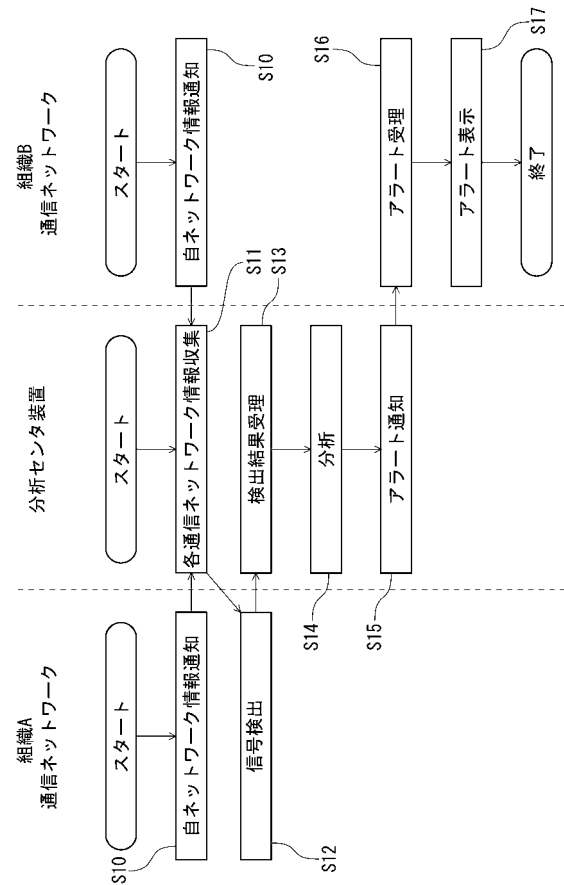 組織A
通信ネットワーク
分析センタ装置
組織B
通信ネットワーク
スタート
スタート
スタート
自ネットワーク情報通知
S10
各通信ネットワーク情報収集
S11
自ネットワーク情報通知
S10
信号検出
S12
検出結果受理
S13
分析
S14
アラート通知
S15
アラート受理
S16
アラート表示
S17
終了